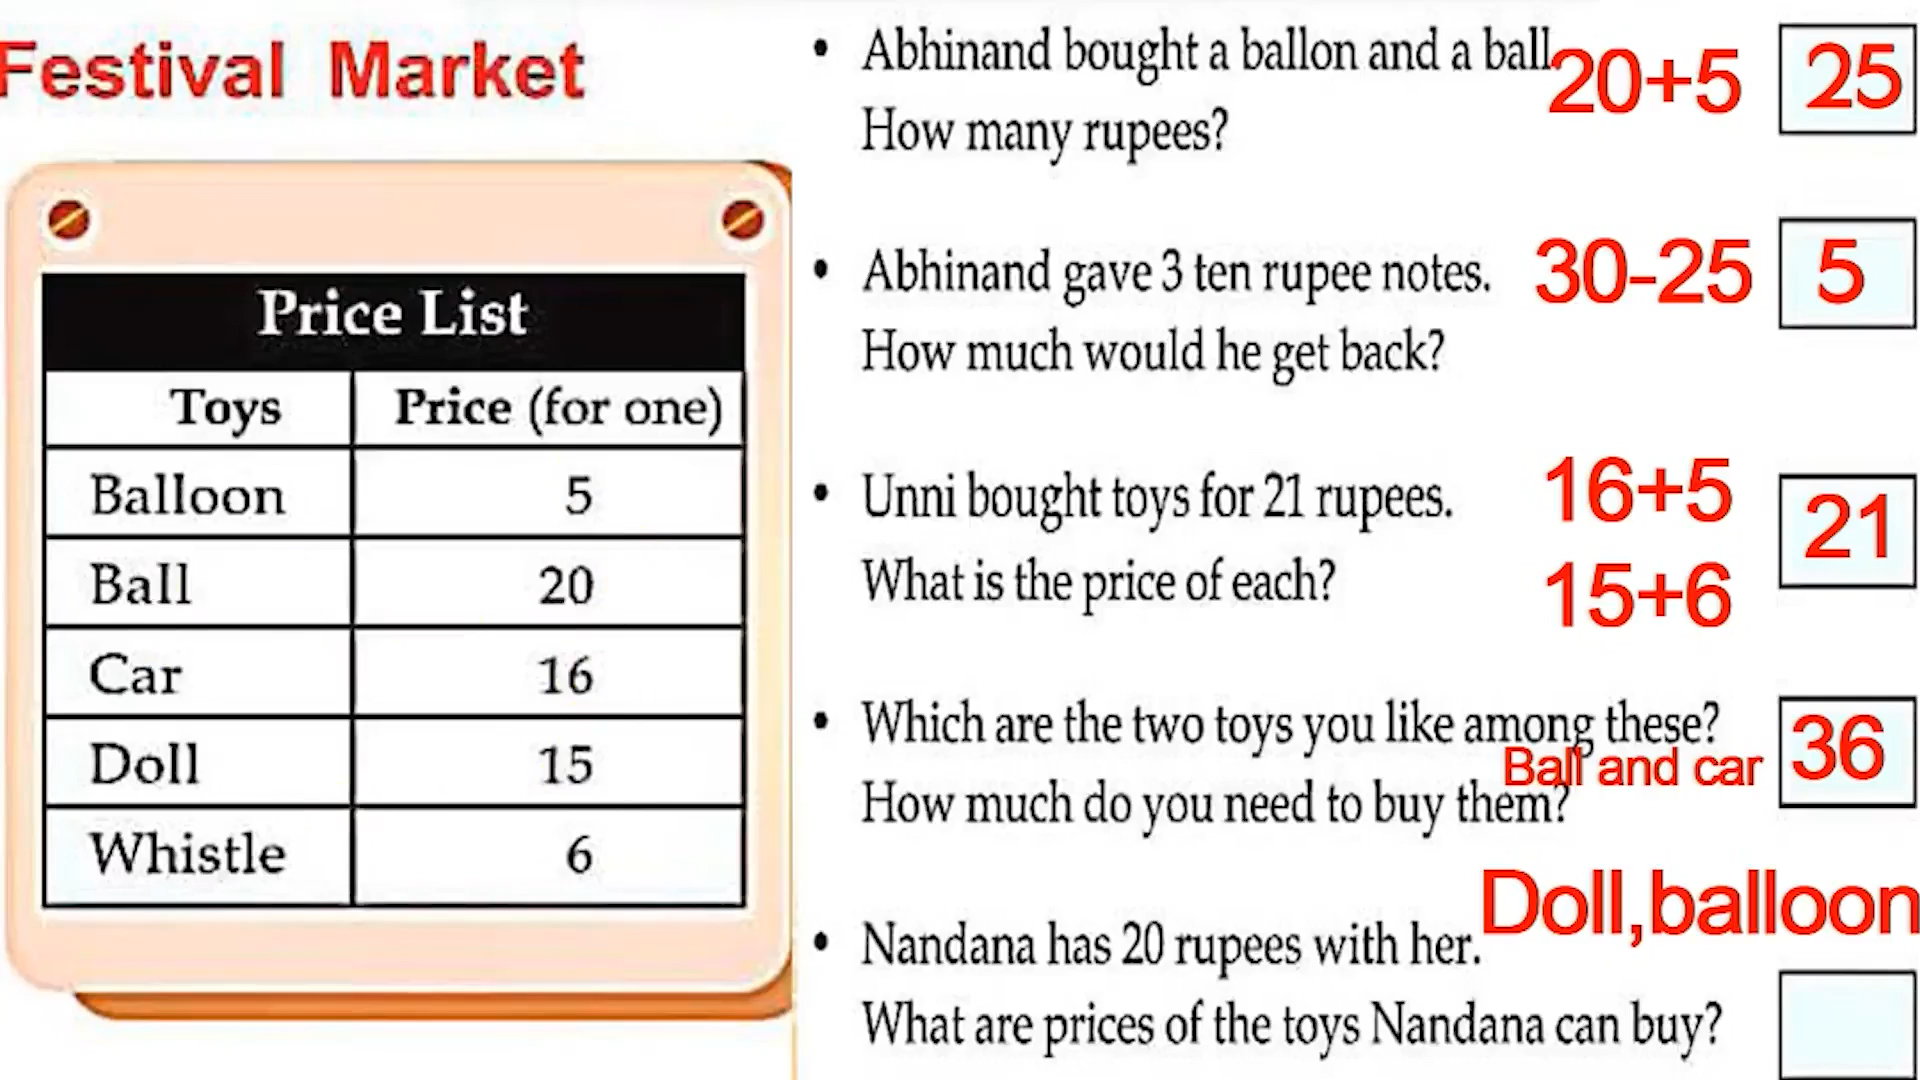 Festival Market
Price List
Toys Price (for one)
Balloon 5
Ball 20
Car 16
Doll 15
Whistle 6
• Abhinand bought a ballon and a ball. 20+5 25
How many rupees?
• Abhinand gave 3 ten rupee notes. 30-25 5
How much would he get back?
• Unni bought toys for 21 rupees. 16+5 21
What is the price of each? 15+6
• Which are the two toys you like among these? 36
Ball and car
How much do you need to buy them?
Doll,balloon
• Nandana has 20 rupees with her.
What are prices of the toys Nandana can buy?